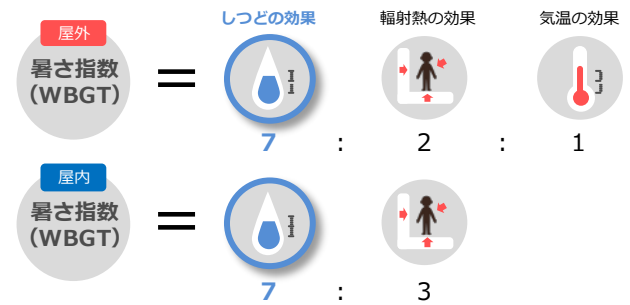 しつどの効果 輻射熱の効果 気温の効果
屋外
暑さ指数
（WBGT）
=
7 : 2 : 1
屋内
暑さ指数
（WBGT）
=
7 : 3